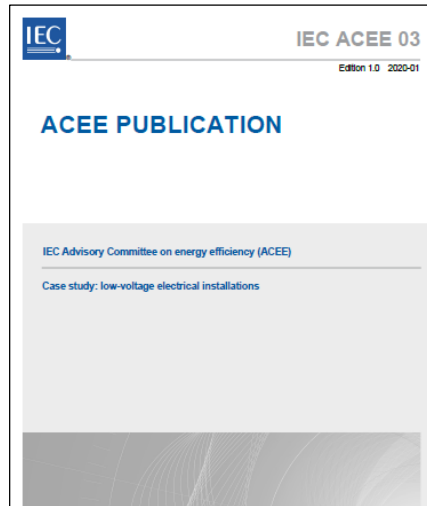 IEC
®
IEC ACEE 03
Edition 1.0 2020-01
ACEE PUBLICATION
IEC Advisory Committee on energy efficiency (ACEE)
Case study: low-voltage electrical installations